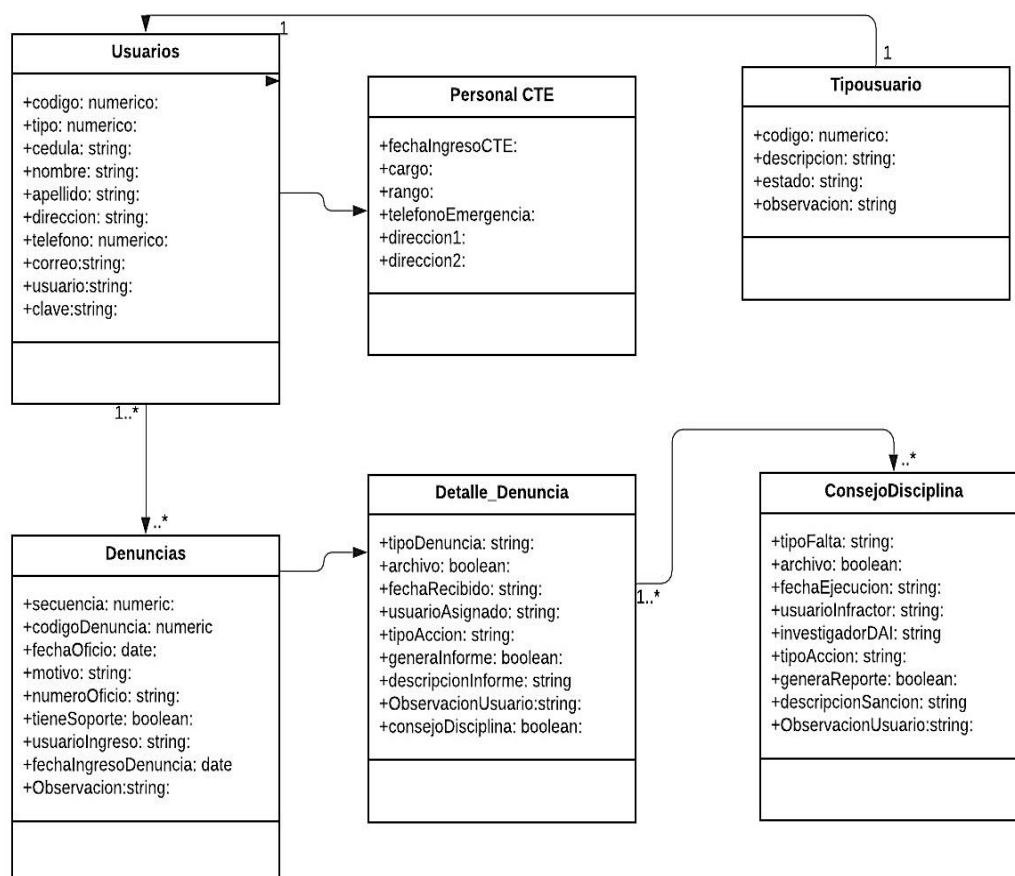 1
1
Usuarios
+codigo: numerico:
+tipo: numerico:
+cedula: string:
+nombre: string:
+apellido: string:
+direccion: string:
+telefono: numerico:
+correo:string:
+usuario:string:
+clave:string:
Personal CTE
+fechaIngresoCTE:
+cargo:
+rango:
+telefonoEmergencia:
+direccion1:
+direccion2:
Tipousuario
+codigo: numerico:
+descripcion: string:
+estado: string:
+observacion: string
1..*
..*
Denuncias
+secuencia: numeric:
+codigoDenuncia: numeric
+fechaOficio: date:
+motivo: string:
+numeroOficio: string:
+tieneSoporte: boolean:
+usuarioIngreso: string:
+fechaIngresoDenuncia: date
+Observacion:string:
Detalle_Denuncia
+tipoDenuncia: string:
+archivo: boolean:
+fechaRecibido: string:
+usuarioAsignado: string:
+tipoAccion: string:
+generaInforme: boolean:
+descripcionInforme: string
+ObservacionUsuario:string:
+consejoDisciplina: boolean:
1..*
..*
ConsejoDisciplina
+tipoFalta: string:
+archivo: boolean:
+fechaEjecucion: string:
+usuarioInfractor: string:
+investigadorDAI: string
+tipoAccion: string:
+generaReporte: boolean:
+descripcionSancion: string
+ObservacionUsuario:string: